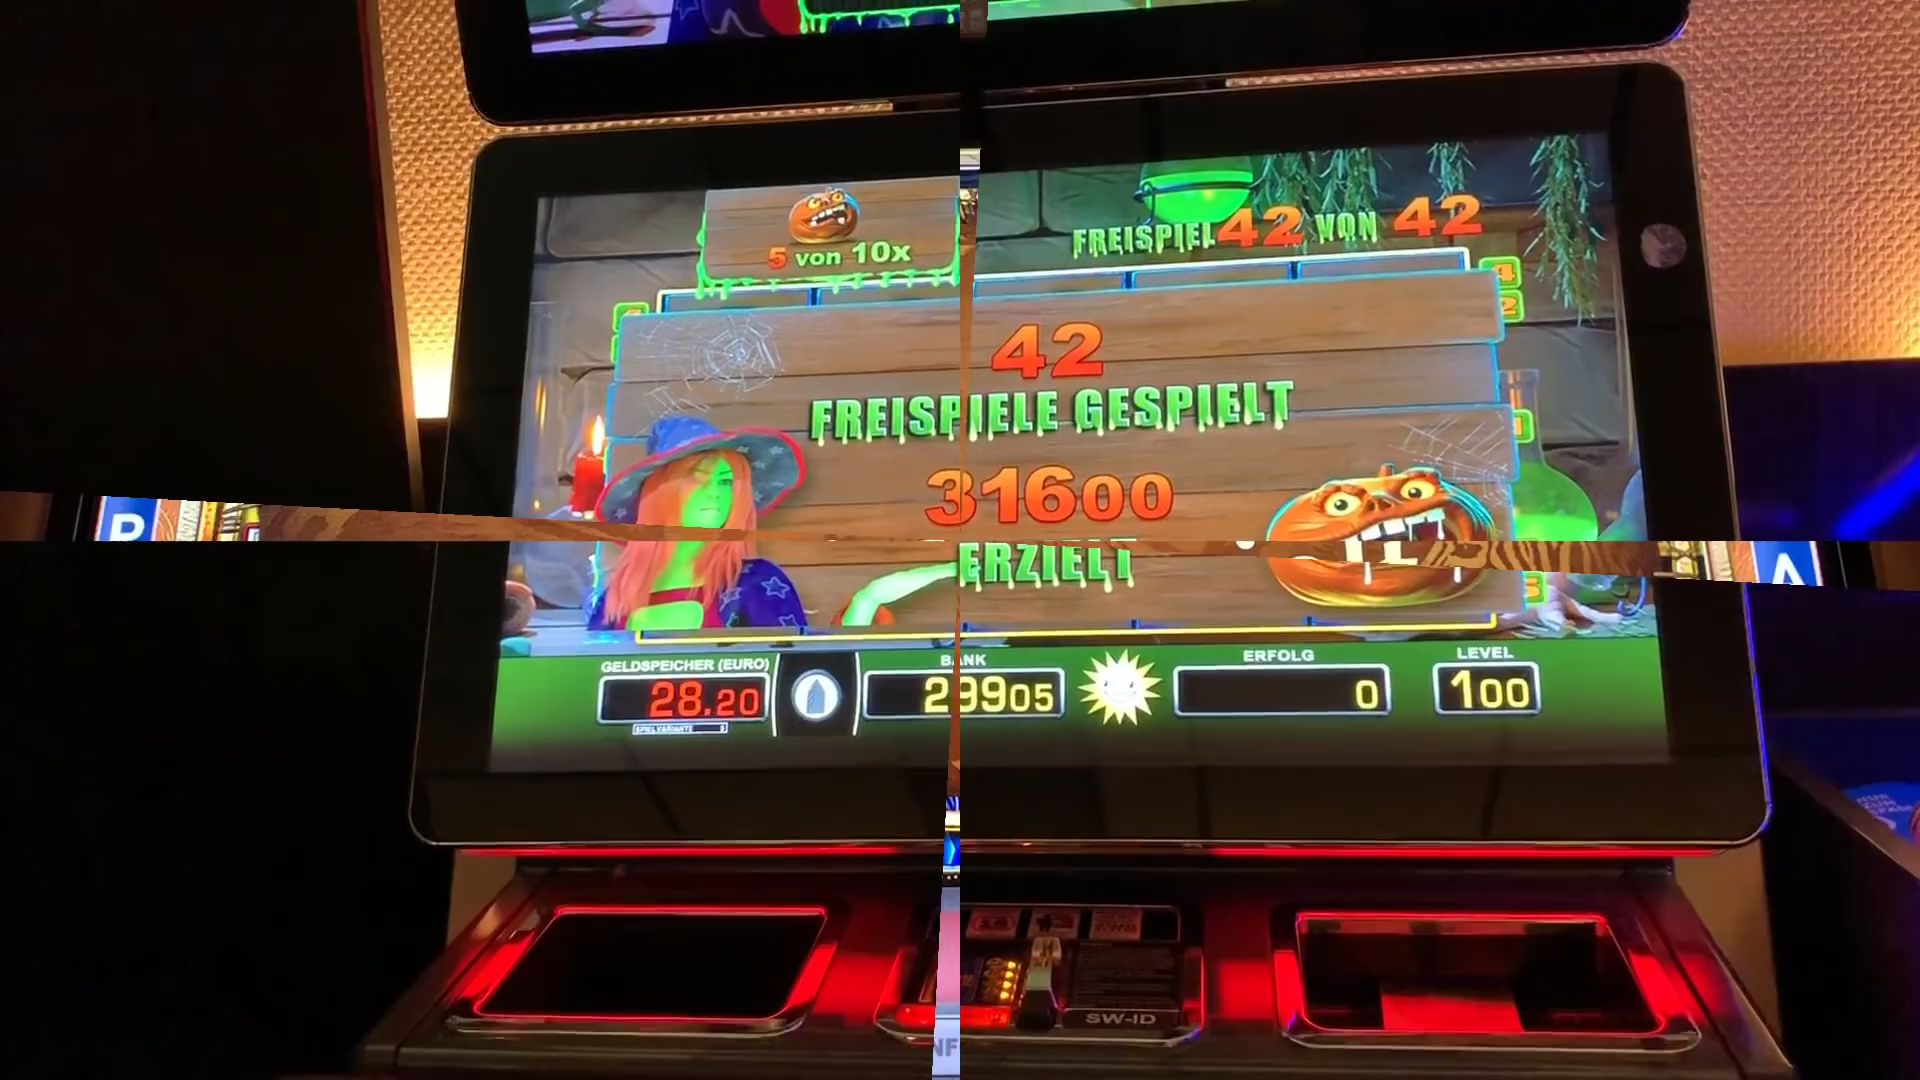 5 von 10x
FREISPIEL 42 VON 42
42
FREISPIELE GESPIELT
31600
ERZIELT
GELDSPEICHER (EURO)
BANK
ERFOLG
LEVEL
28.20
29905
0
100
SPIELVARIANTE
SW-ID